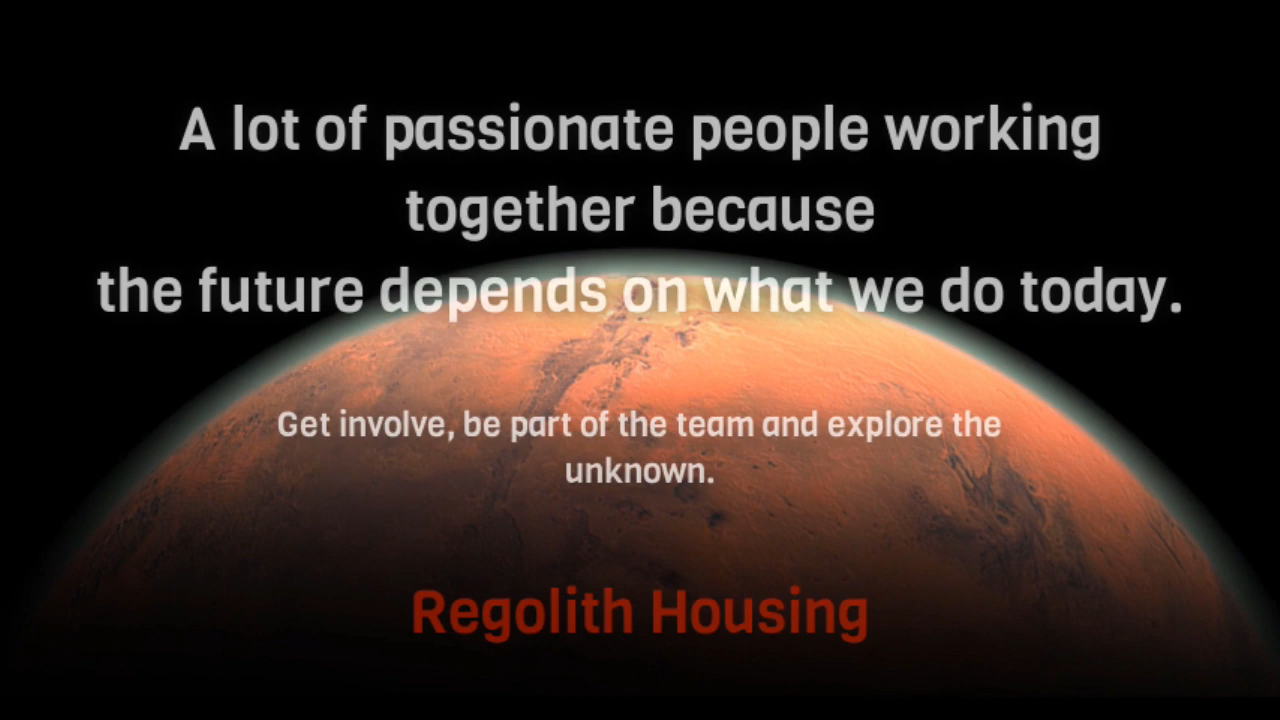 A lot of passionate people working
together because
the future depends on what we do today.
Get involve, be part of the team and explore the
unknown.
Regolith Housing